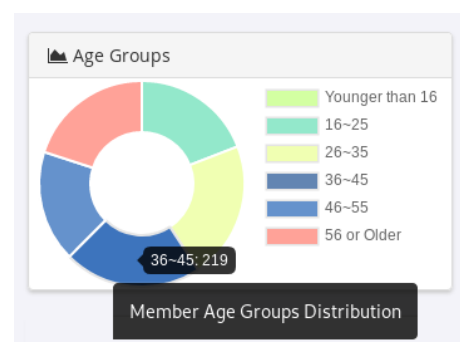 Age Groups
Younger than 16
16~25
26~35
36~45
46~55
56 or Older
36~45: 219
Member Age Groups Distribution